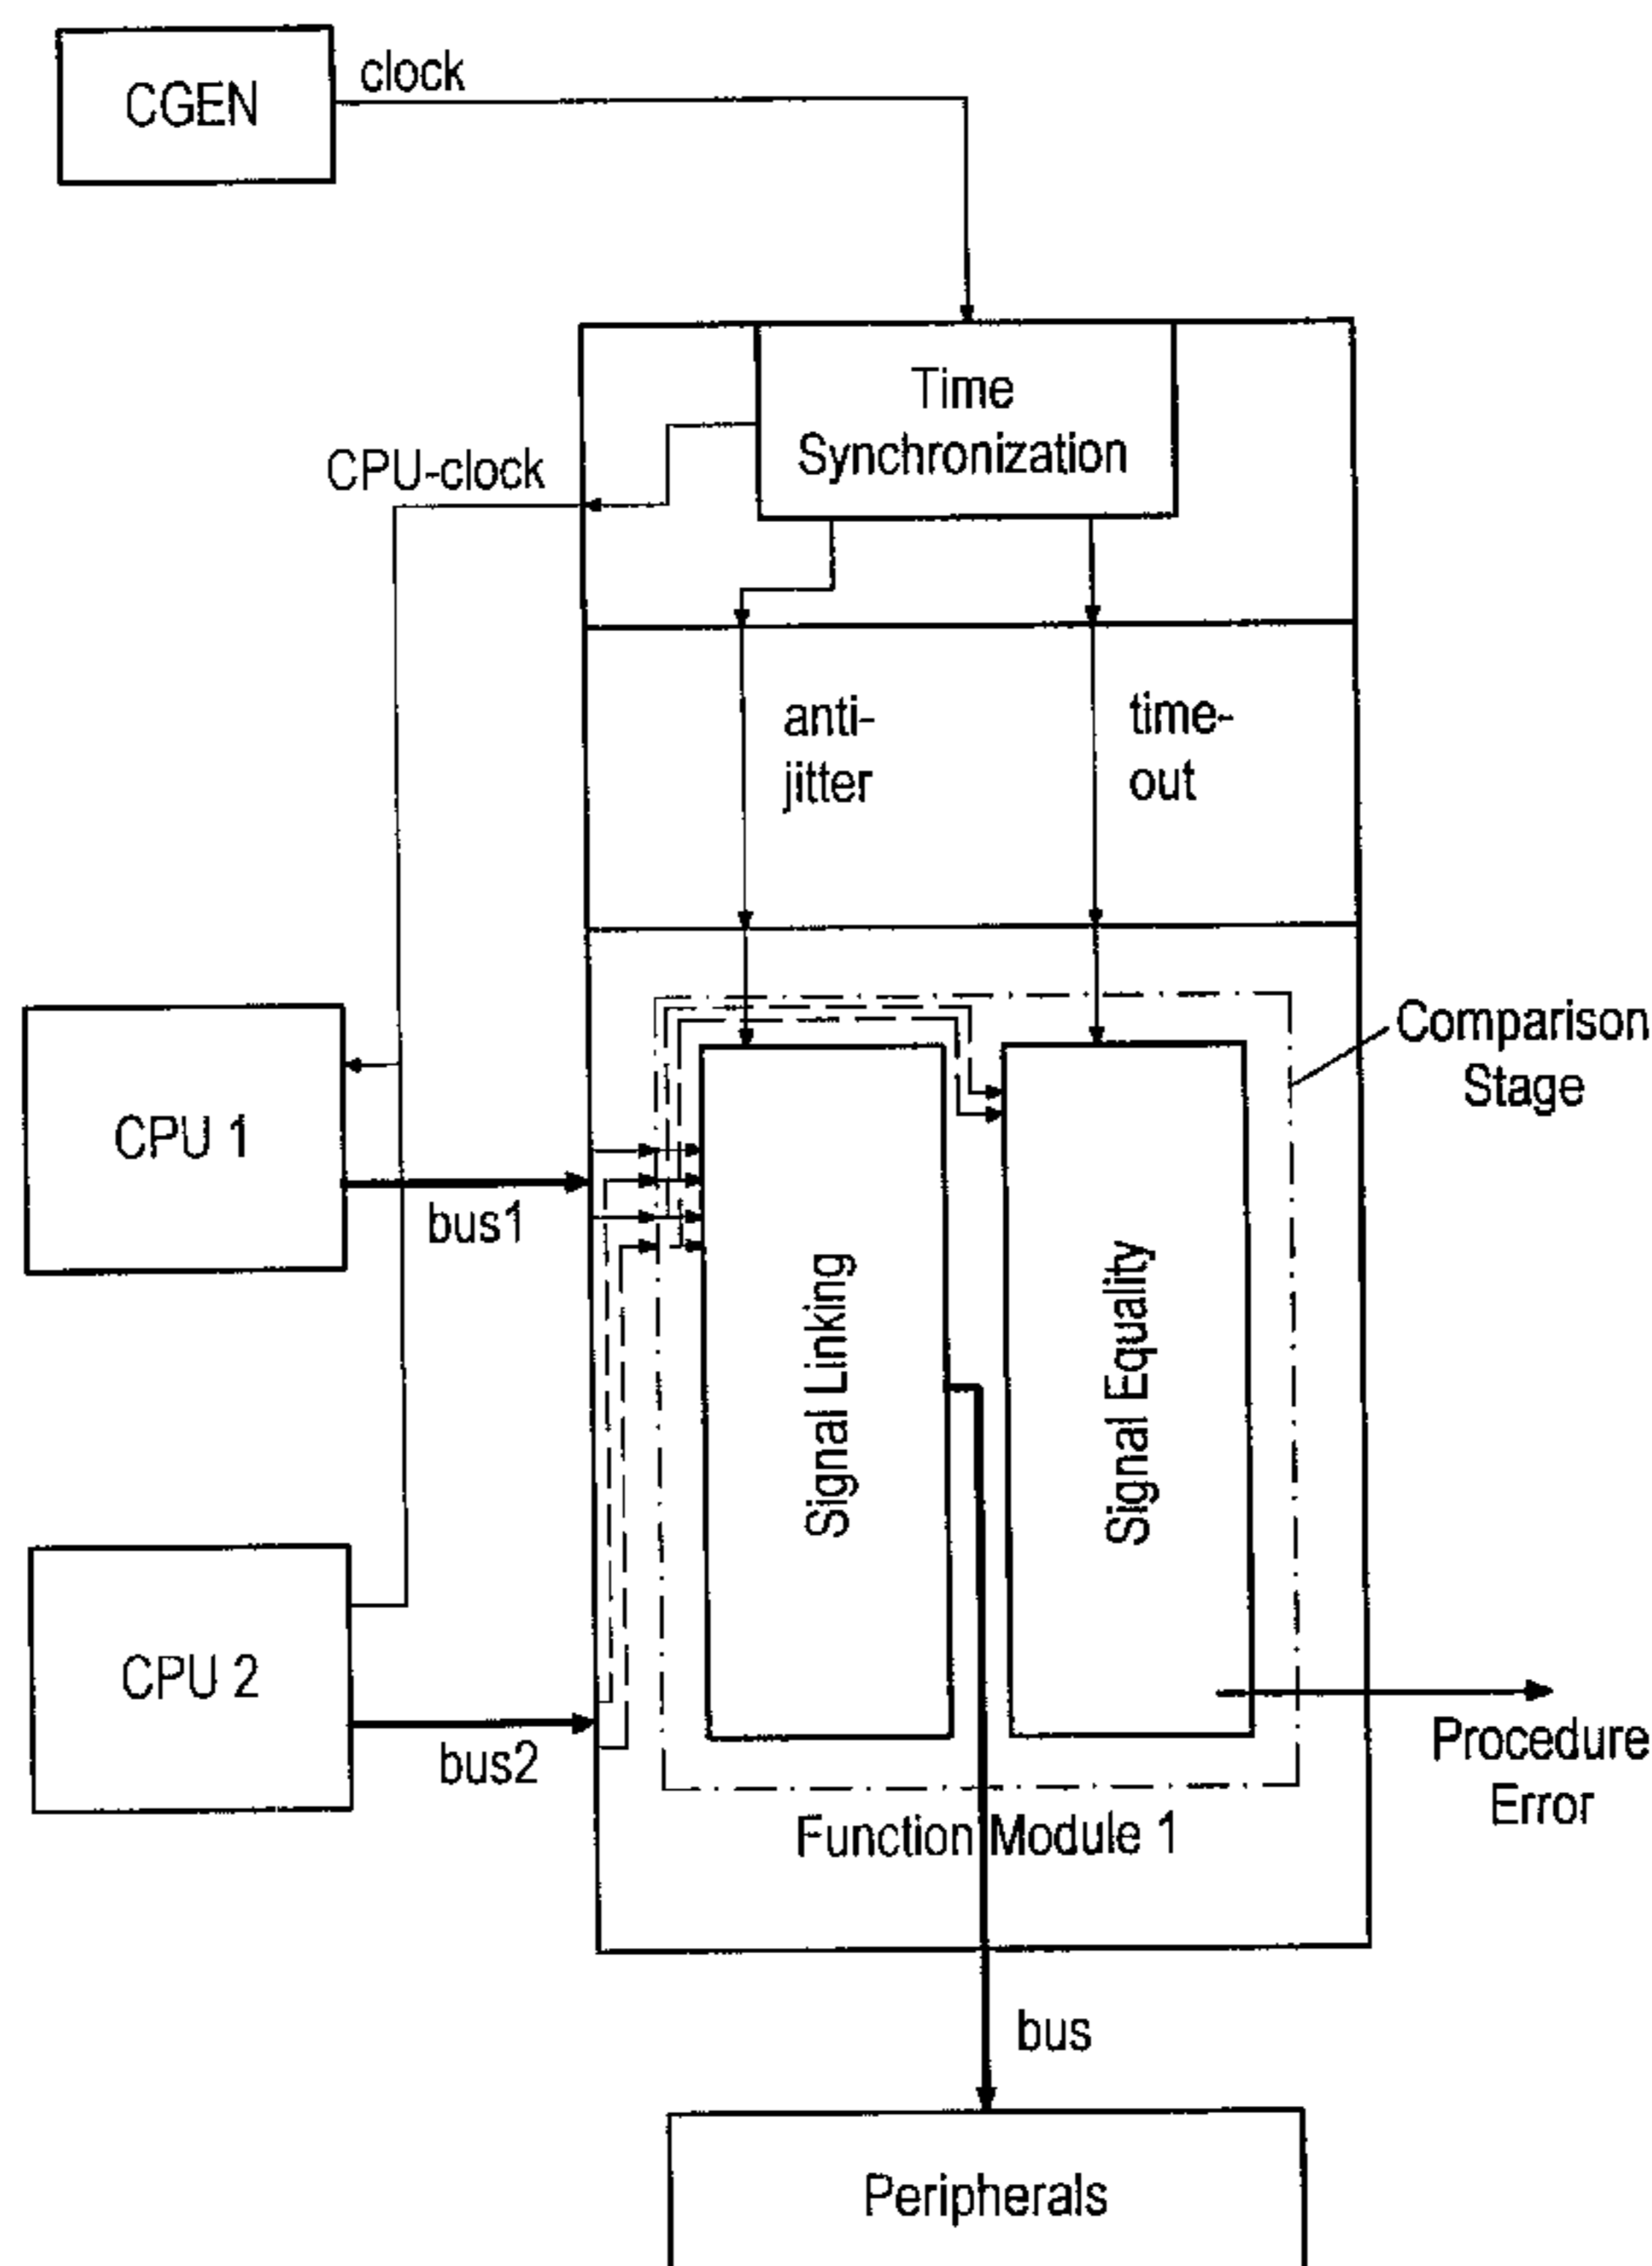 clock
CGEN
Time
Synchronization
CPU-clock
anti-
jitter
time-
out
Comparison
Stage
CPU 1
bus1
Signal Linking
Signal Equality
CPU 2
bus2
Procedure
Error
Function Module 1
bus
Peripherals